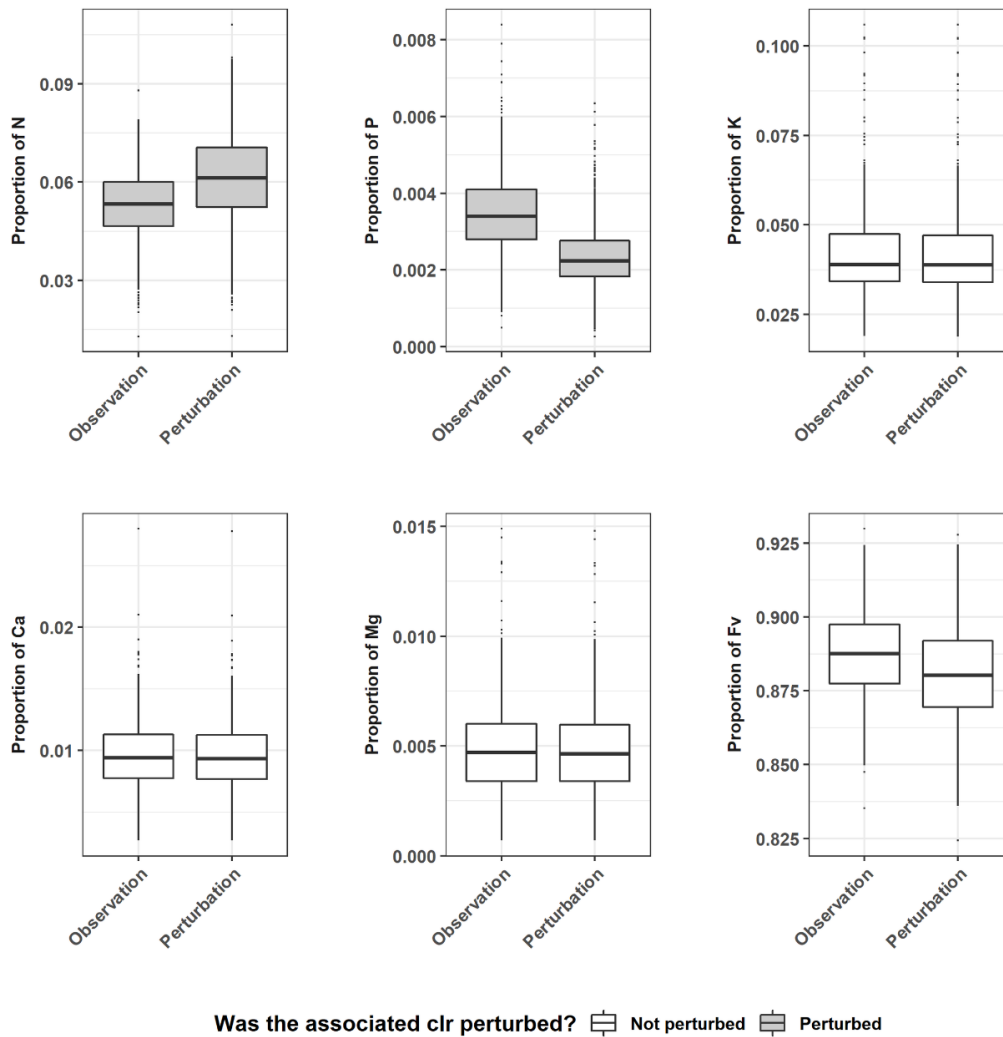 Proportion of N
0.09
0.06
0.03
Observation
Perturbation
Proportion of P
0.008
0.006
0.004
0.002
0.000
Observation
Perturbation
Proportion of K
0.100
0.075
0.050
0.025
Observation
Perturbation
Proportion of Ca
0.02
0.01
Observation
Perturbation
Proportion of Mg
0.015
0.010
0.005
0.000
Observation
Perturbation
Proportion of Fv
0.925
0.900
0.875
0.850
0.825
Observation
Perturbation
Was the associated clr perturbed? Not perturbed Perturbed